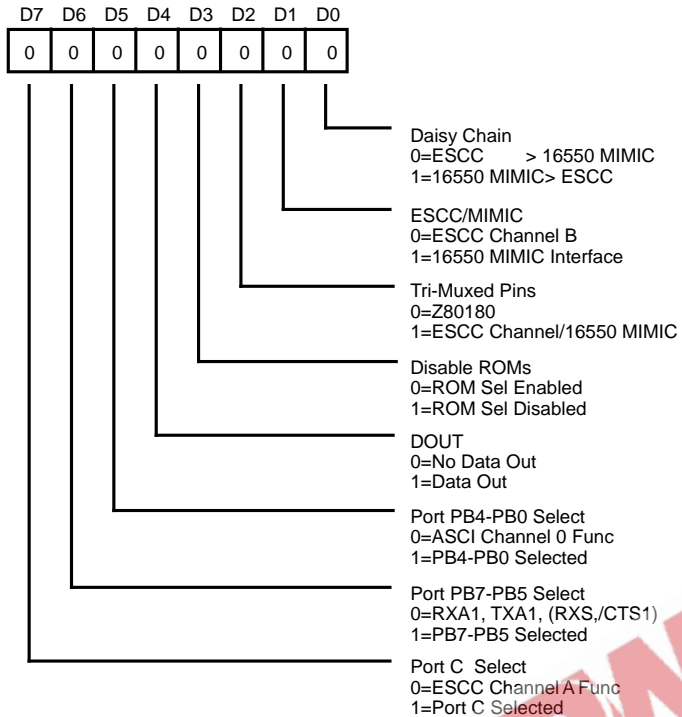 D7 D6 D5 D4 D3 D2 D1 D0
0 0 0 0 0 0 0 0
Daisy Chain
0=ESCC > 16550 MIMIC
1=16550 MIMIC> ESCC
ESCC/MIMIC
0=ESCC Channel B
1=16550 MIMIC Interface
Tri-Muxed Pins
0=Z80180
1=ESCC Channel/16550 MIMIC
Disable ROMs
0=ROM Sel Enabled
1=ROM Sel Disabled
DOUT
0=No Data Out
1=Data Out
Port PB4-PB0 Select
0=ASCI Channel 0 Func
1=PB4-PB0 Selected
Port PB7-PB5 Select
0=RXA1, TXA1, (RXS,/CTS1)
1=PB7-PB5 Selected
Port C Select
0=ESCC Channel A Func
1=Port C Selected